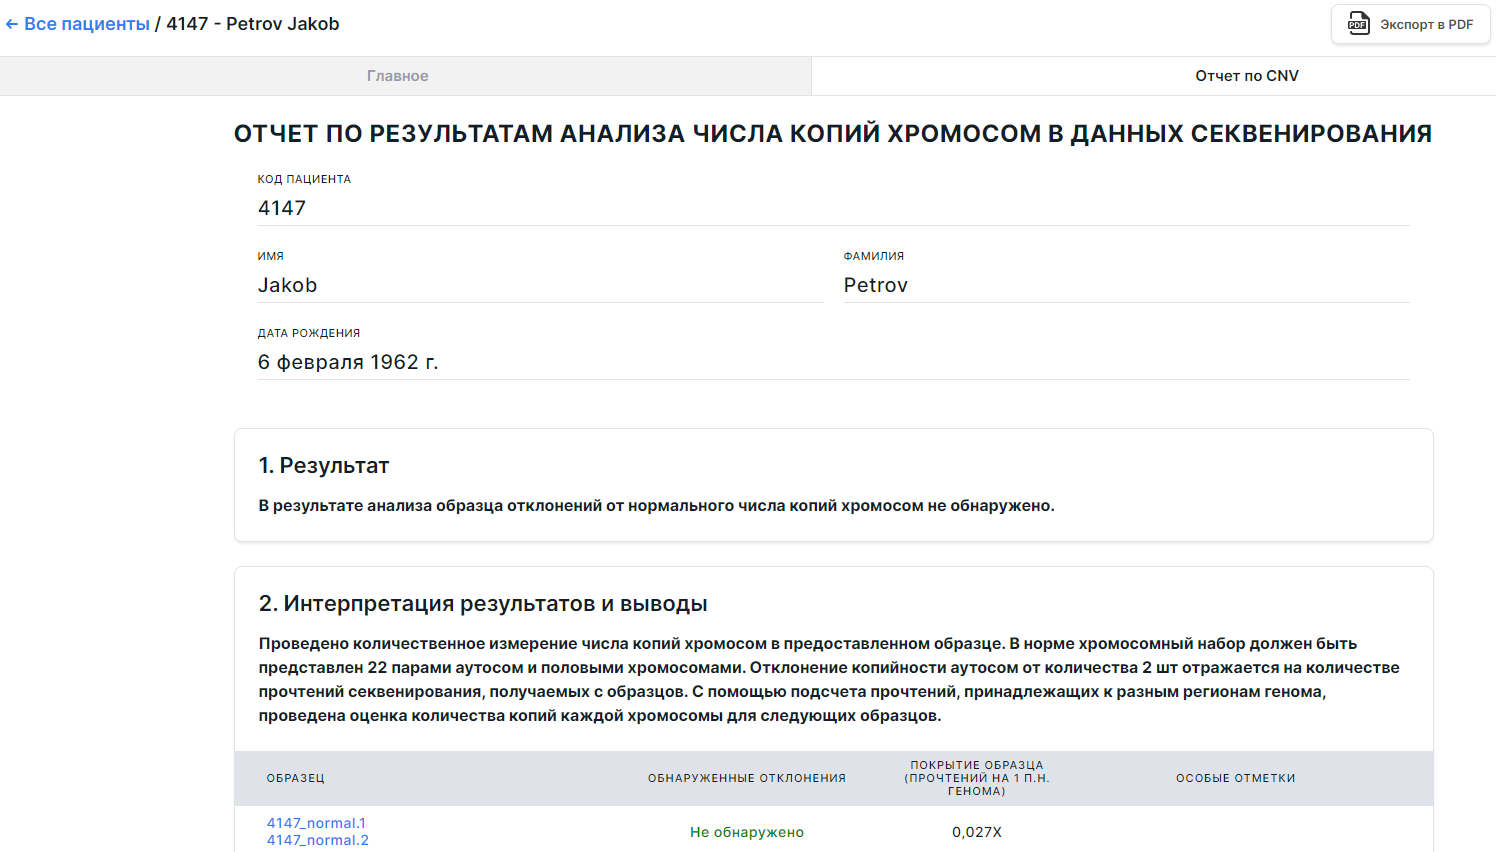 ← Все пациенты / 4147 - Petrov Jakob
PDF Экспорт в PDF
Главное
Отчет по CNV
ОТЧЕТ ПО РЕЗУЛЬТАТАМ АНАЛИЗА ЧИСЛА КОПИЙ ХРОМОСОМ В ДАННЫХ СЕКВЕНИРОВАНИЯ
КОД ПАЦИЕНТА
4147
ИМЯ
Jakob
ФАМИЛИЯ
Petrov
ДАТА РОЖДЕНИЯ
6 февраля 1962 г.
1. Результат
В результате анализа образца отклонений от нормального числа копий хромосом не обнаружено.
2. Интерпретация результатов и выводы
Проведено количественное измерение числа копий хромосом в предоставленном образце. В норме хромосомный набор должен быть
представлен 22 парами аутосом и половыми хромосомами. Отклонение копийности аутосом от количества 2 шт отражается на количестве
прочтений секвенирования, получаемых с образцов. С помощью подсчета прочтений, принадлежащих к разным регионам генома,
проведена оценка количества копий каждой хромосомы для следующих образцов.
ОБРАЗЕЦ
ОБНАРУЖЕННЫЕ ОТКЛОНЕНИЯ
ПОКРЫТИЕ ОБРАЗЦА
(ПРОЧТЕНИЙ НА 1 П.Н.
ГЕНОМА)
ОСОБЫЕ ОТМЕТКИ
4147_normal.1
4147_normal.2
Не обнаружено
0,027X